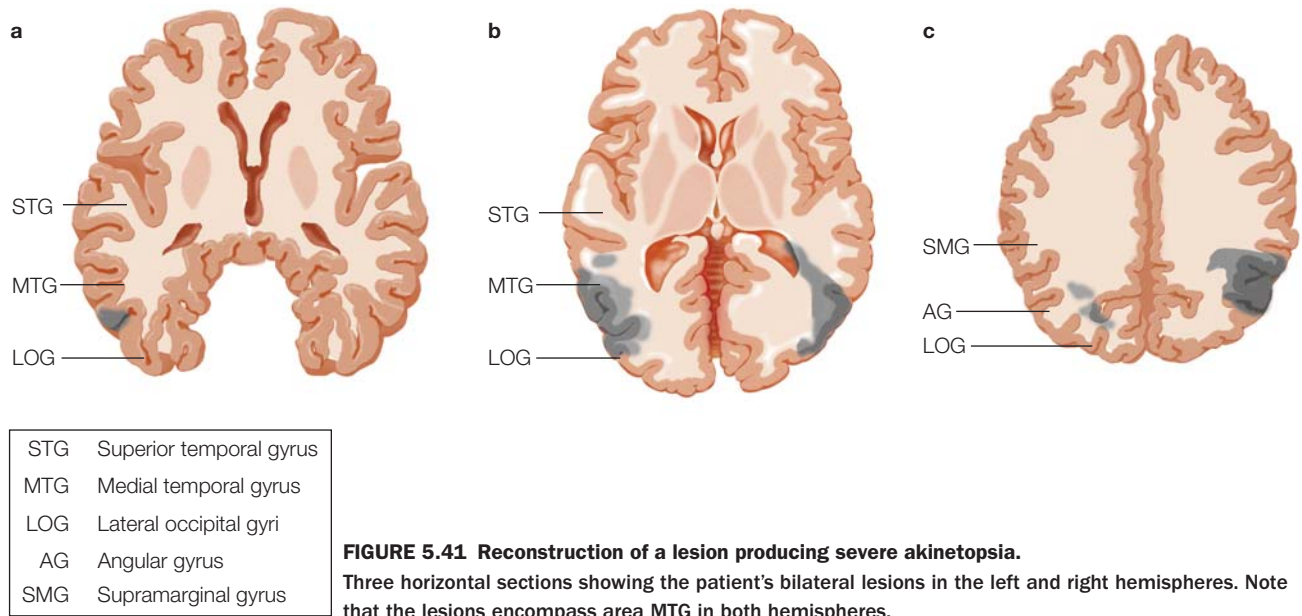 a
b
c
STG
MTG
LOG
STG
MTG
LOG
SMG
AG
LOG
STG Superior temporal gyrus
MTG Medial temporal gyrus
LOG Lateral occipital gyri
AG Angular gyrus
SMG Supramarginal gyrus
FIGURE 5.41 Reconstruction of a lesion producing severe akinetopsia.
Three horizontal sections showing the patient's bilateral lesions in the left and right hemispheres. Note
that the lesions encompass area MTG in both hemispheres.